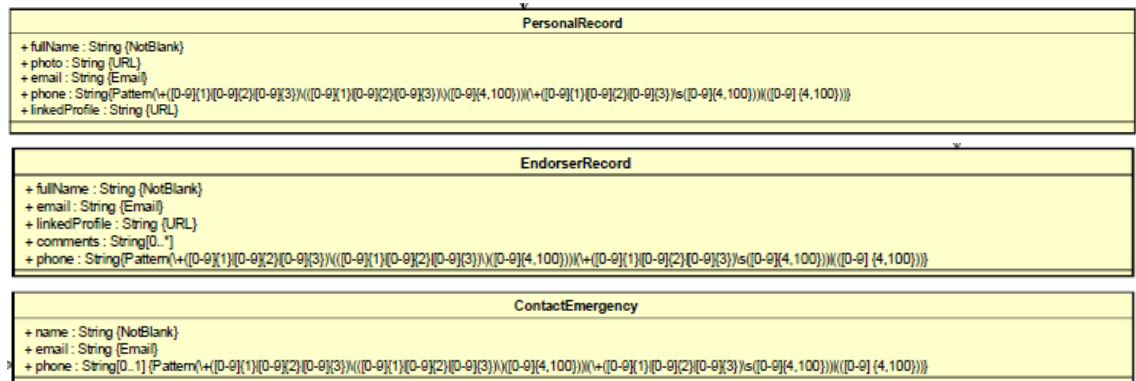 PersonalRecord
+ fullName : String {NotBlank}
+ photo : String {URL}
+ email : String {Email}
+ phone : String{Pattern(\+([0-9]{1}|[0-9]{2}|[0-9]{3})\(([0-9]{1}|[0-9]{2}|[0-9]{3})\)([0-9]{4,100}))|(\+([0-9]{1}|[0-9]{2}|[0-9]{3})\s([0-9]{4,100}))|(([0-9] {4,100}))}
+ linkedProfile : String {URL}
EndorserRecord
+ fullName : String {NotBlank}
+ email : String {Email}
+ linkedProfile : String {URL}
+ comments : String[0..*]
+ phone : String{Pattern(\+([0-9]{1}|[0-9]{2}|[0-9]{3})\(([0-9]{1}|[0-9]{2}|[0-9]{3})\)([0-9]{4,100}))|(\+([0-9]{1}|[0-9]{2}|[0-9]{3})\s([0-9]{4,100}))|(([0-9] {4,100}))}
ContactEmergency
+ name : String {NotBlank}
+ email : String {Email}
+ phone : String[0..1] {Pattern(\+([0-9]{1}|[0-9]{2}|[0-9]{3})\(([0-9]{1}|[0-9]{2}|[0-9]{3})\)([0-9]{4,100}))|(\+([0-9]{1}|[0-9]{2}|[0-9]{3})\s([0-9]{4,100}))|(([0-9] {4,100}))}